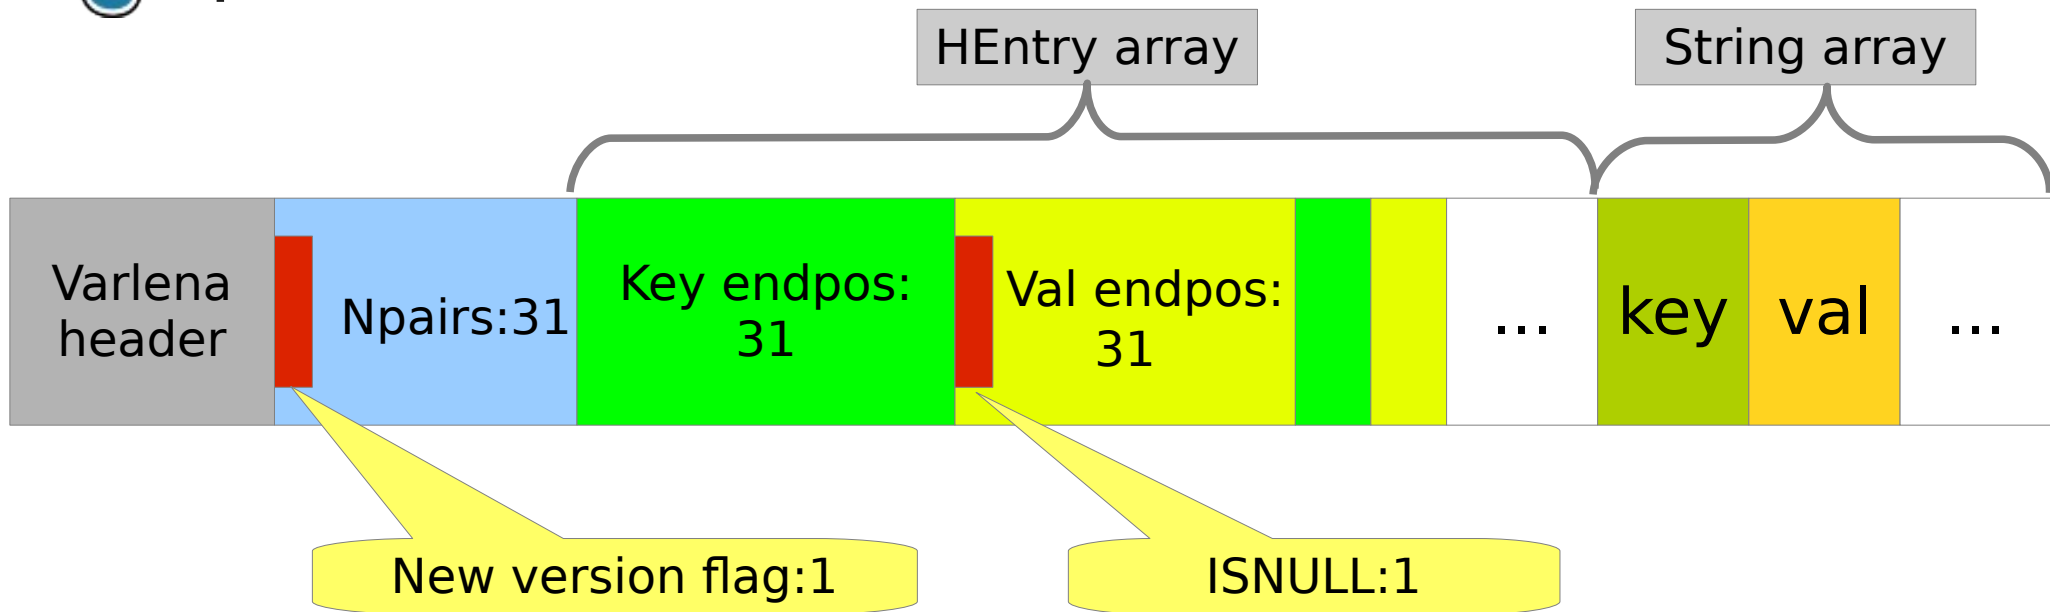 HEntry array
String array
Varlena
header
Npairs:31
Key endpos:
31
Val endpos:
31
...
key
val
...
New version flag:1
ISNULL:1